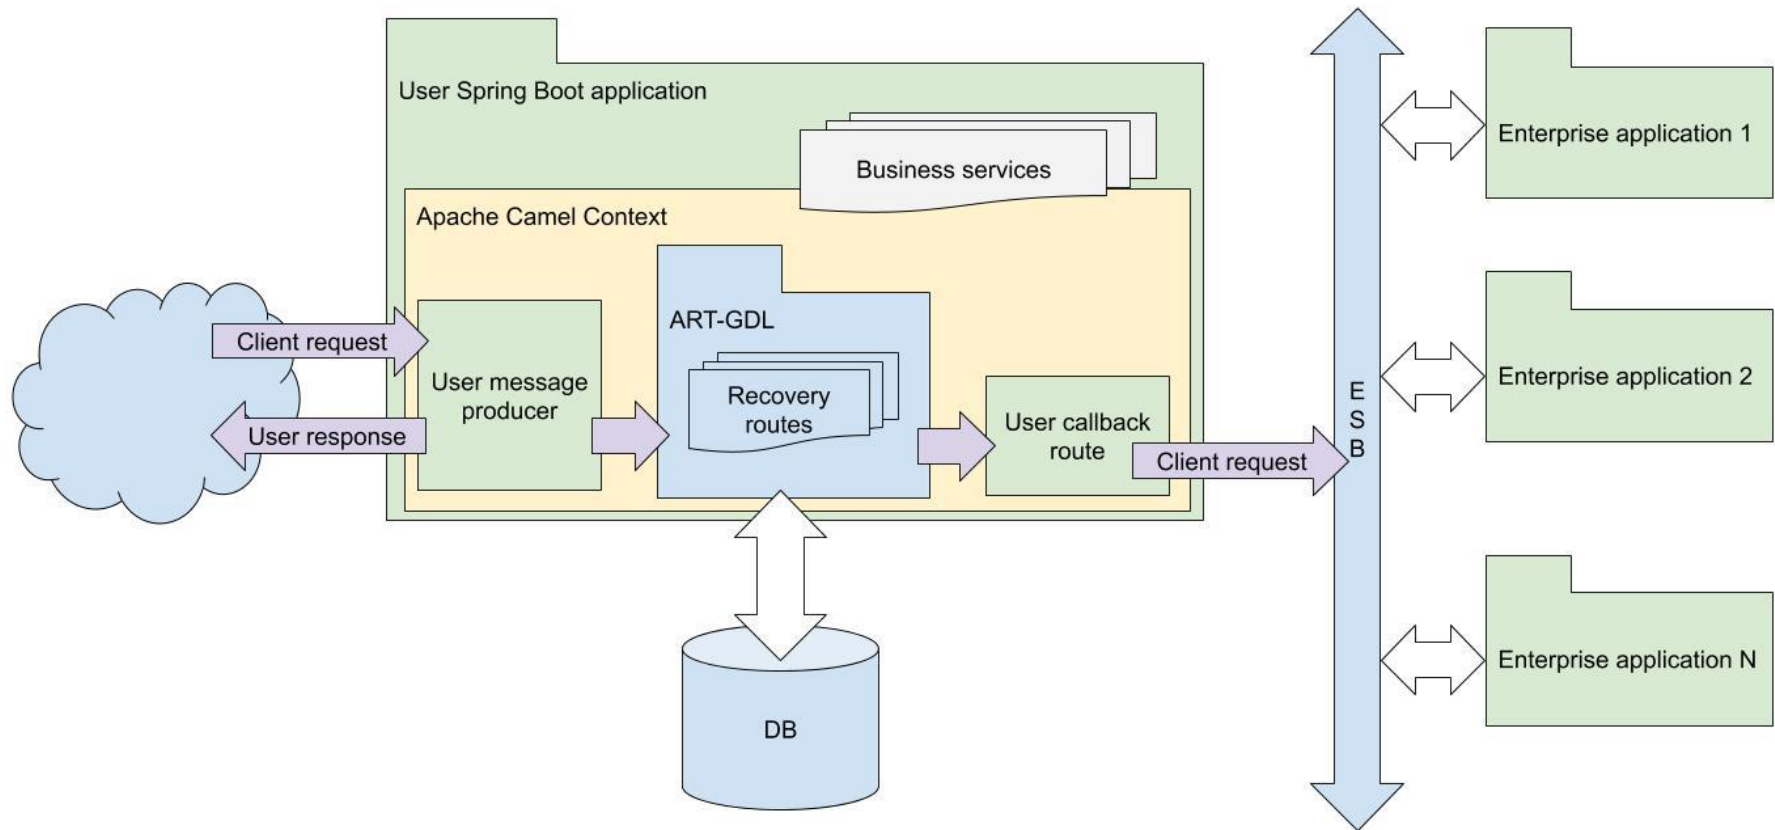 User Spring Boot application
Business services
Apache Camel Context
Client request
User message
producer
User response
ART-GDL
Recovery
routes
User callback
route
Client request
DB
E
S
B
Enterprise application 1
Enterprise application 2
Enterprise application N